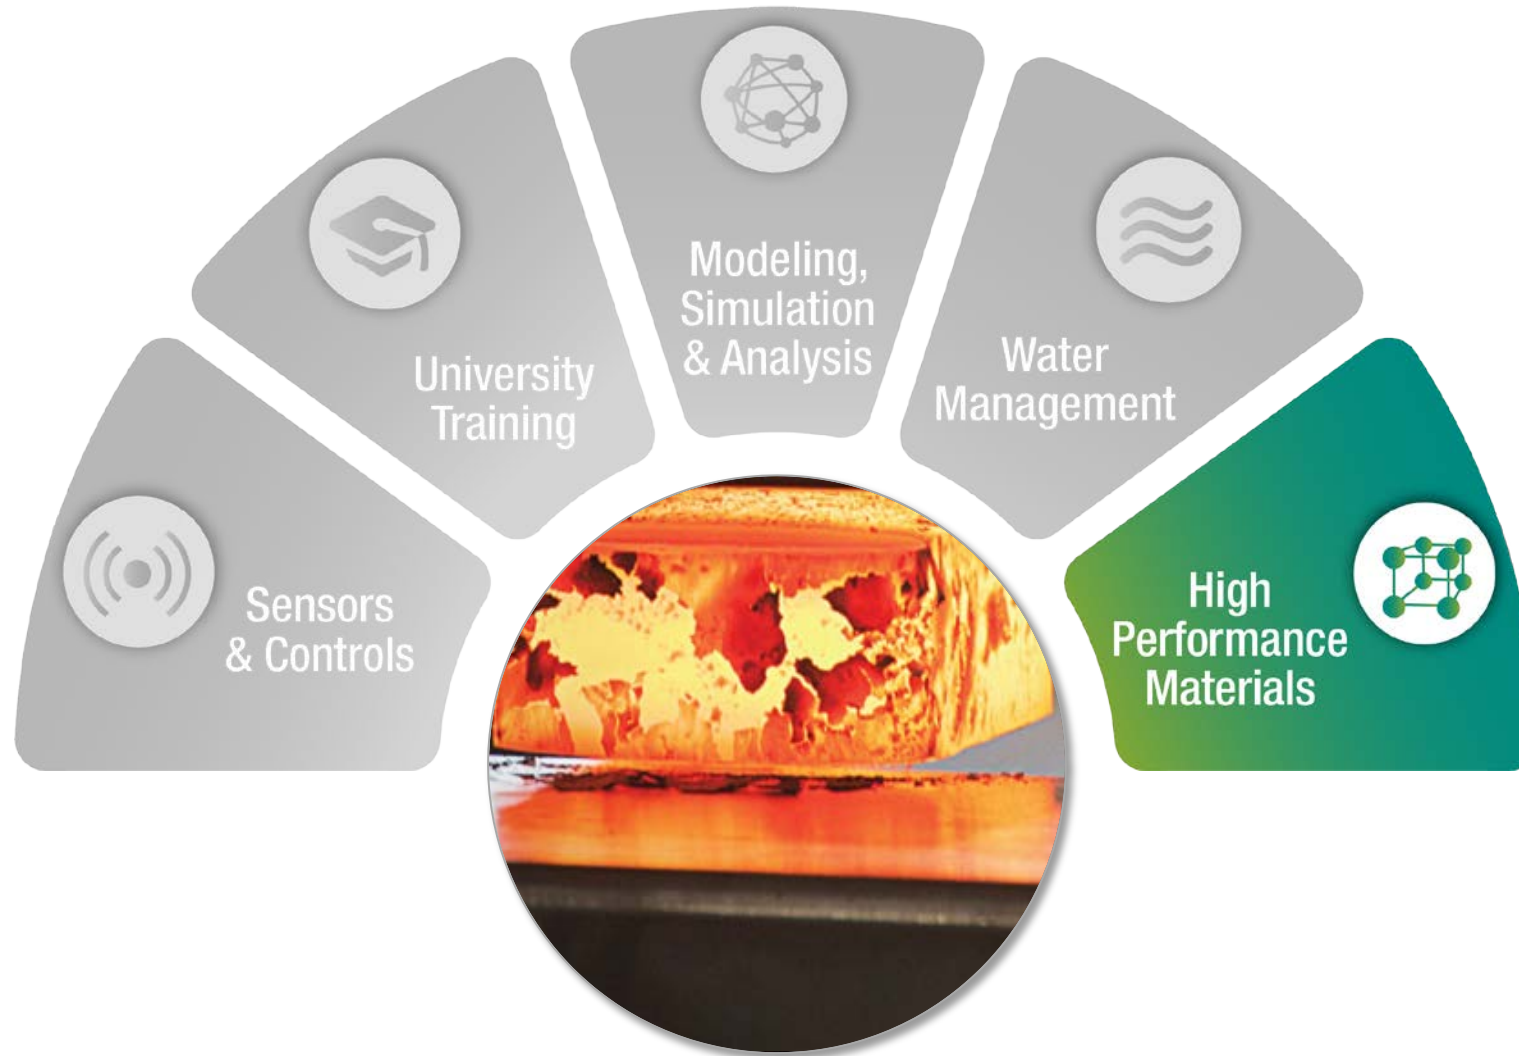 Modeling,
Simulation
& Analysis
University
Training
Water
Management
Sensors
& Controls
High
Performance
Materials